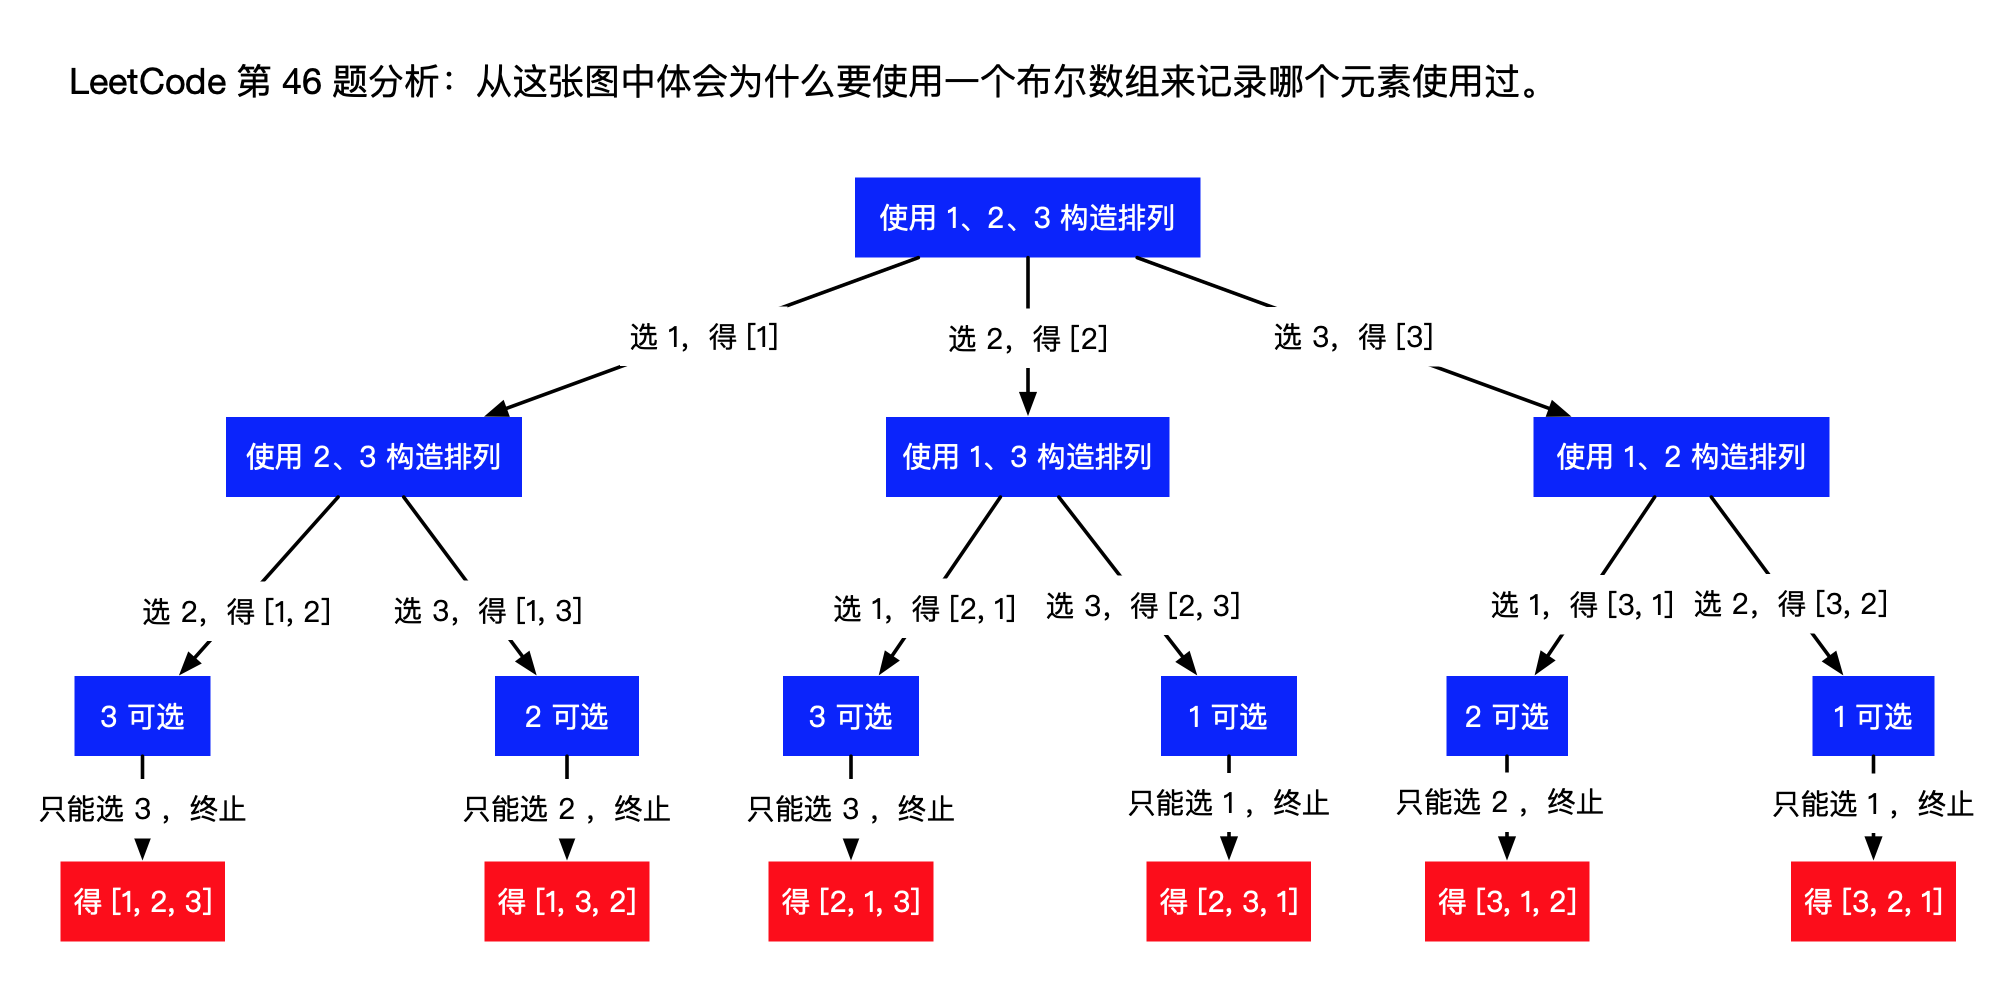 LeetCode 第 46 题分析：从这张图中体会为什么要使用一个布尔数组来记录哪个元素使用过。
使用 1、2、3 构造排列
选 1，得 [1]
选 2，得 [2]
选 3，得 [3]
使用 2、3 构造排列
使用 1、3 构造排列
使用 1、2 构造排列
选 2，得 [1, 2]
选 3，得 [1, 3]
选 1，得 [2, 1]
选 3，得 [2, 3]
选 1，得 [3, 1]
选 2，得 [3, 2]
3 可选
2 可选
3 可选
1 可选
2 可选
1 可选
只能选 3 ，终止
只能选 2 ，终止
只能选 3 ，终止
只能选 1 ，终止
只能选 2 ，终止
只能选 1 ，终止
得 [1, 2, 3]
得 [1, 3, 2]
得 [2, 1, 3]
得 [2, 3, 1]
得 [3, 1, 2]
得 [3, 2, 1]